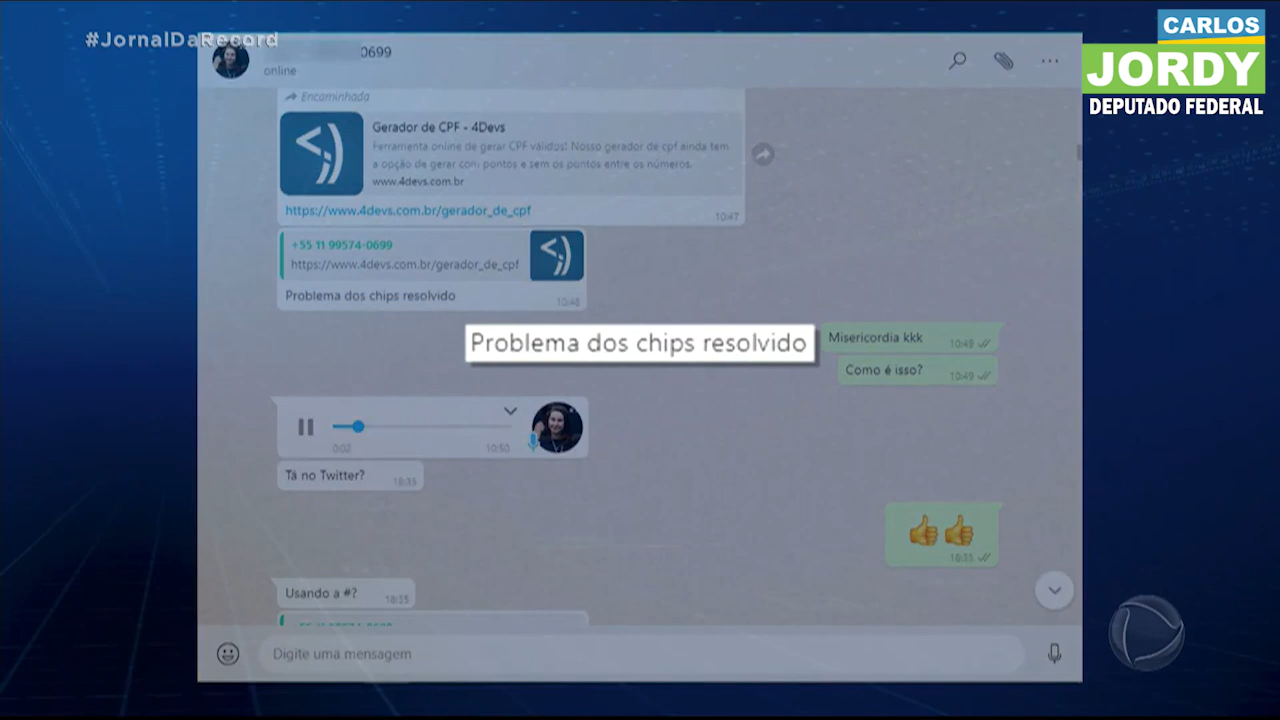 #JornalDaRecord
CARLOS
JORDY
DEPUTADO FEDERAL
0699
online
Encaminhada
Gerador de CPF - 4Devs
Ferramenta online de gerar CPF válidos! Nosso gerador de cpf ainda tem
a opção de gerar com pontos e sem os pontos entre os números.
www.4devs.com.br
https://www.4devs.com.br/gerador_de_cpf
10:47
+55 11 99574-0699
https://www.4devs.com.br/gerador_de_cpf
Problema dos chips resolvido
10:48
Problema dos chips resolvido
Misericordia kkk
10:49
Como é isso?
10:49
0:02
10:50
Tá no Twitter?
18:35
18:35
Usando a #?
18:35
+55 11 99574-0699
Digite uma mensagem